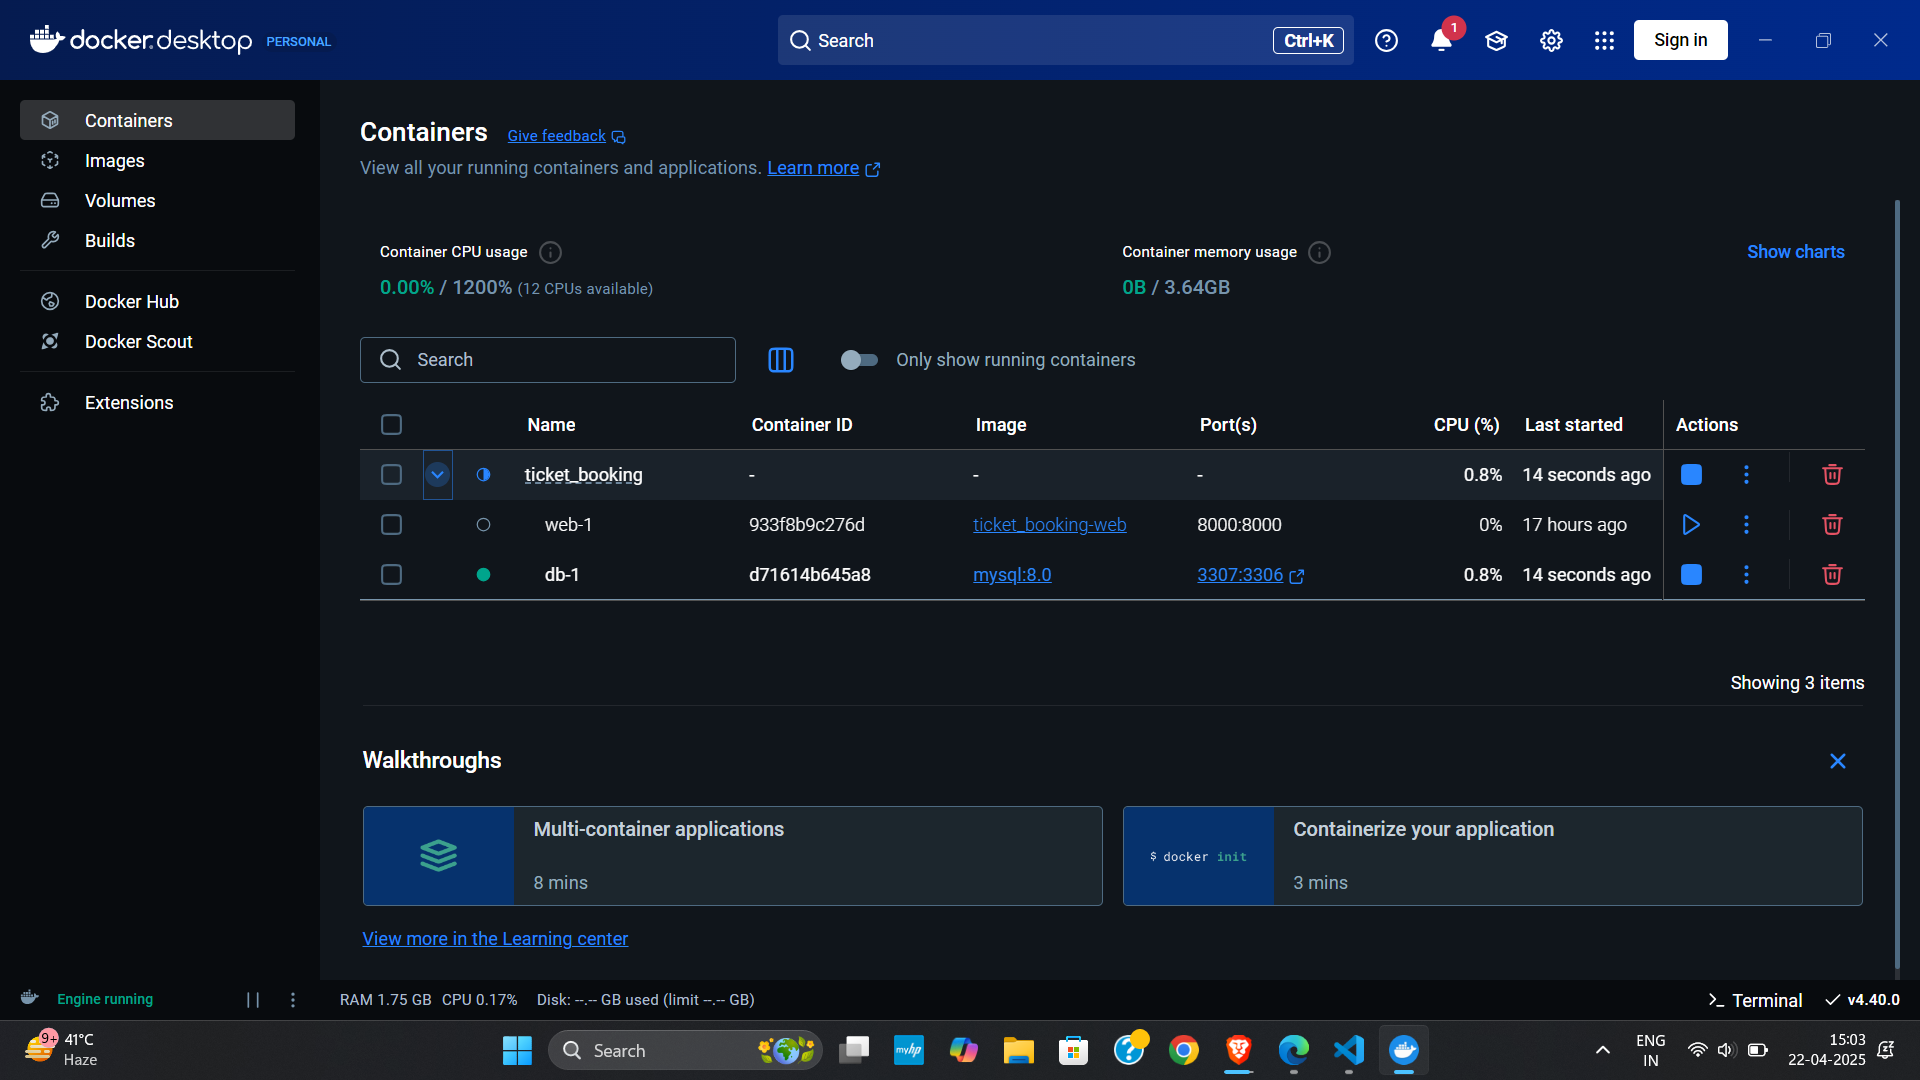 docker.desktop PERSONAL
Search Ctrl+K
1
Sign in
Containers
Images
Volumes
Builds
Docker Hub
Docker Scout
Extensions
Containers Give feedback
View all your running containers and applications. Learn more
Container CPU usage
0.00% / 1200% (12 CPUs available)
Container memory usage
0B / 3.64GB
Show charts
Search
Only show running containers
Name Container ID Image Port(s) CPU (%) Last started Actions
ticket_booking - - - 0.8% 14 seconds ago
web-1 933f8b9c276d ticket_booking-web 8000:8000 0% 17 hours ago
db-1 d71614b645a8 mysql:8.0 3307:3306 0.8% 14 seconds ago
Showing 3 items
Walkthroughs
Multi-container applications
8 mins
$ docker init
Containerize your application
3 mins
View more in the Learning center
Engine running
RAM 1.75 GB CPU 0.17% Disk: --.-- GB used (limit --.-- GB)
Terminal
v4.40.0
9+
41°C
Haze
Search
myhp
ENG
IN
15:03
22-04-2025